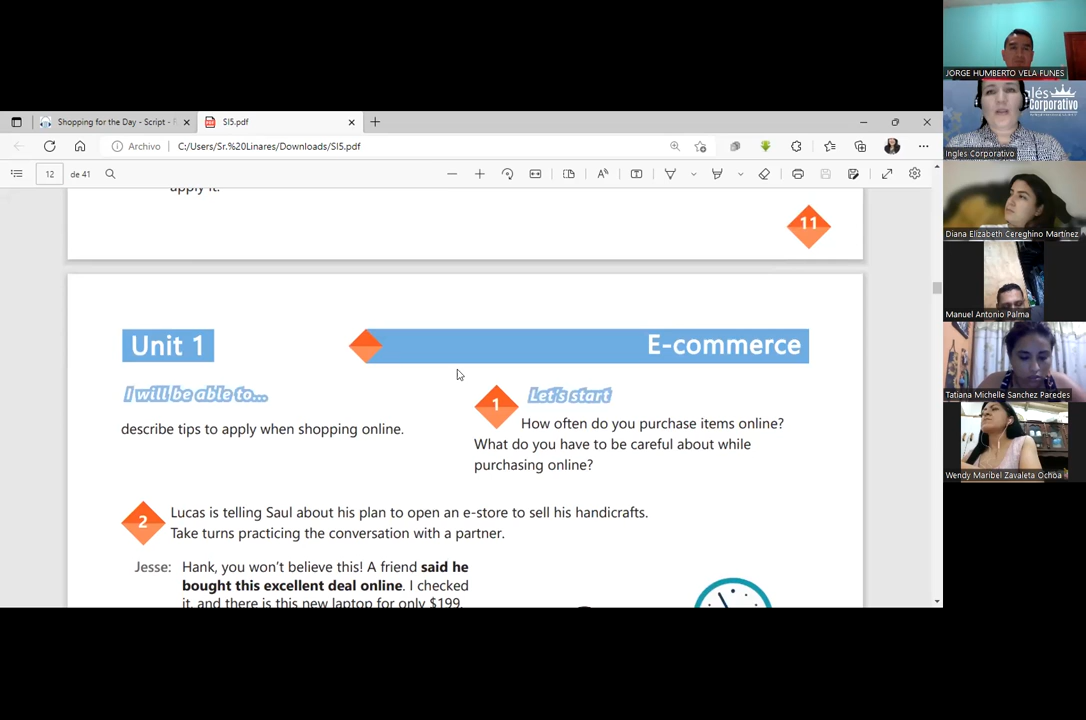 Shopping for the Day - Script - R
SI5.pdf
Archivo
C:/Users/Sr.%20Linares/Downloads/SI5.pdf
12
de 41
apply it.
11
Unit 1
E-commerce
I will be able to...
describe tips to apply when shopping online.
1
Let's start
How often do you purchase items online?
What do you have to be careful about while
purchasing online?
2
Lucas is telling Saul about his plan to open an e-store to sell his handicrafts.
Take turns practicing the conversation with a partner.
Jesse: Hank, you won't believe this! A friend said he
bought this excellent deal online. I checked
it, and there is this new laptop for only $199.
JORGE HUMBERTO VELA FUNES
lés
Corporativo
Ingles Corporativo
Diana Elizabeth Cereghino Martínez
Manuel Antonio Palma
Tatiana Michelle Sanchez Paredes
Wendy Maribel Zavaleta Ochoa